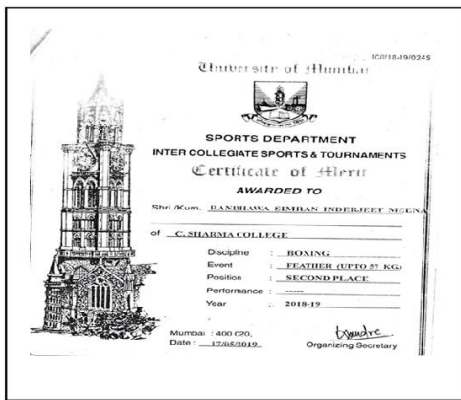 IC/I/18-19/0245
University of Mumbai
SPORTS DEPARTMENT
INTER COLLEGIATE SPORTS & TOURNAMENTS
Certificate of Merit
AWARDED TO
Shri./Kum. RANDHAWA SIMRAN INDERJEET MEENA
of C. SHARMA COLLEGE
Discipline : BOXING
Event : FEATHER (UPTO 57 KG)
Position : SECOND PLACE
Performance : -----
Year : 2018-19
Mumbai : 400 020,
Date : 17/05/2019
Organizing Secretary